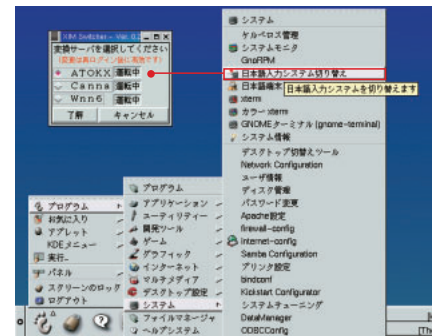 XIM Switcher - Ver. 0.2
変換サーバを選択してください
(変更は再ログイン後に有効です)
ATOKX 運転中
Canna 運転中
Wnn6 運転中
了解 キャンセル
システム
ケルベロス管理
システムモニタ
GnoRPM
日本語入力システム切り替え
日本語端末
日本語入力システムを切り替えます
xterm
カラー xterm
GNOMEターミナル (gnome-terminal)
システム情報
デスクトップ切替えツール
Network Configuration
ユーザ情報
ディスク管理
パスワード変更
Apache設定
firewall-config
internet-config
Samba Configuration
プリンタ設定
bindconf
Kickstart Configurator
システムチューニング
DateManager
ODBCConfig
プログラム
アプリケーション
ユーティリティー
開発ツール
ゲーム
グラフィック
インターネット
マルチメディア
デスクトップ設定
システム
ファイルマネージャ
ヘルプシステム
プログラム
お気に入り
アプレット
KDEメニュー
実行...
パネル
スクリーンのロック
ログアウト